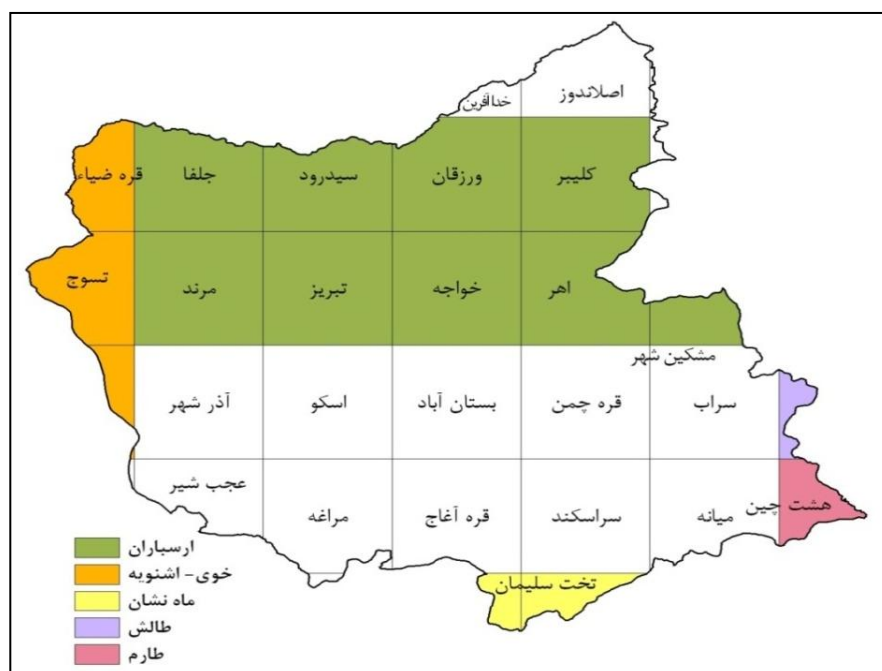 اصلاندوز
خداآفرین
کلیبر
ورزقان
سیدرود
جلفا
قره ضیاء
اهر
خواجه
تبریز
مرند
تسوج
مشکین شهر
سراب
قره چمن
بستان آباد
اسکو
آذر شهر
هشت چین
میانه
سراسکند
قره آغاج
مراغه
عجب شیر
تخت سلیمان
ارسباران
خوی- اشنویه
ماه نشان
طالش
طارم